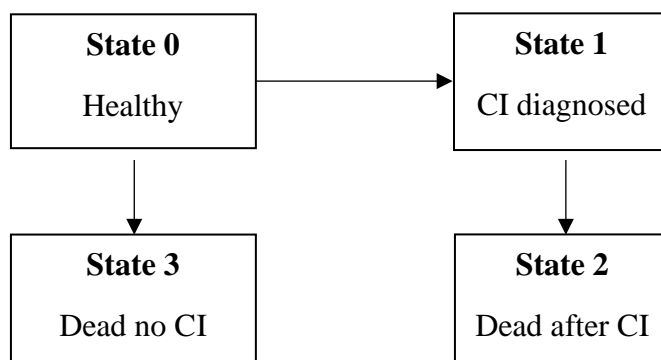 State 0
Healthy
State 1
CI diagnosed
State 3
Dead no CI
State 2
Dead after CI